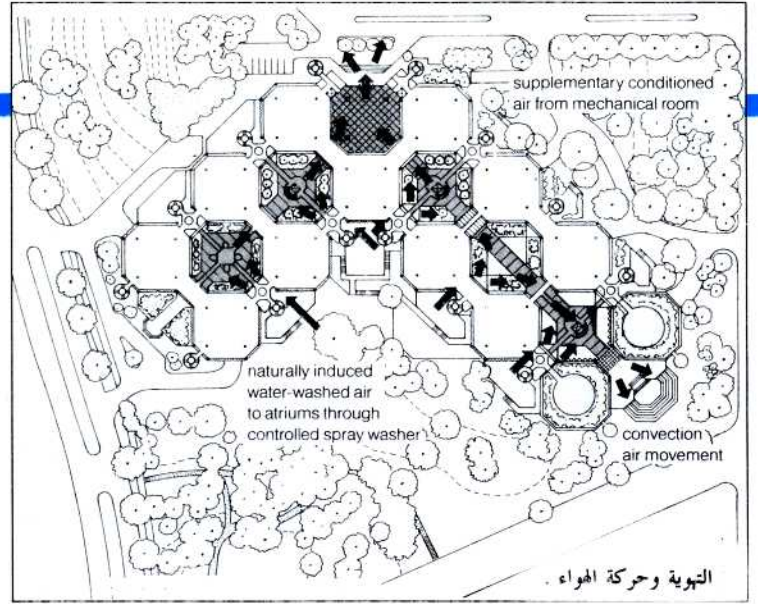 supplementary conditioned
air from mechanical room
naturally induced
water-washed air
to atriums through
controlled spray washer
convection
air movement
التهوية وحركة الهواء .